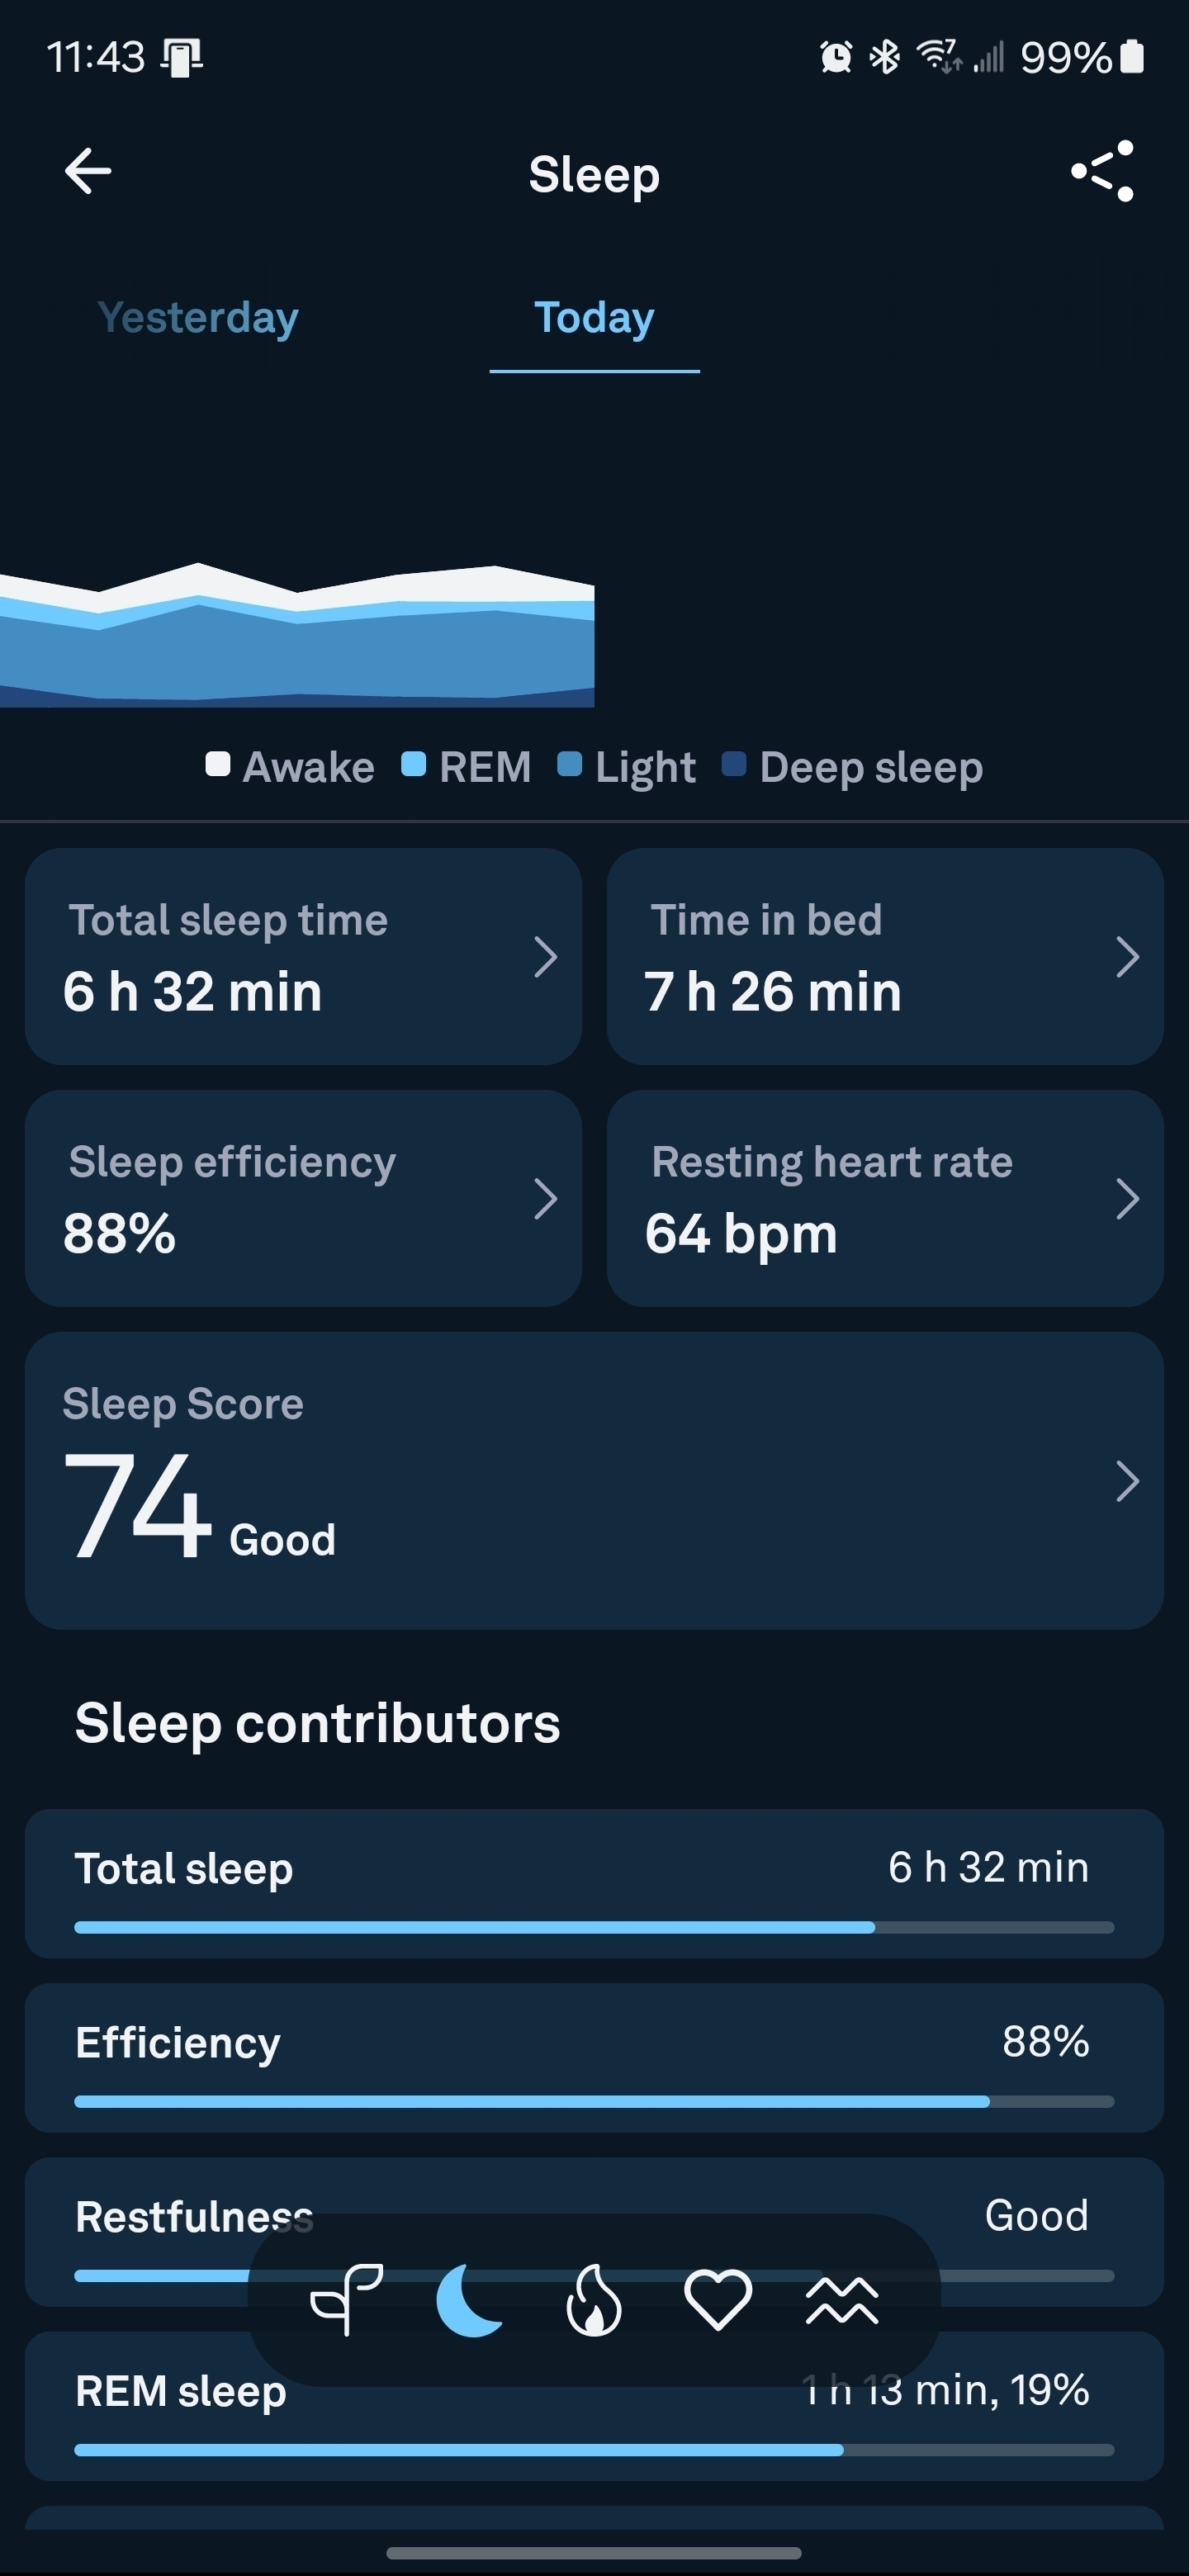 11:43 7 99%
Sleep
Yesterday Today
Awake REM Light Deep sleep
Total sleep time
6 h 32 min
Time in bed
7 h 26 min
Sleep efficiency
88%
Resting heart rate
64 bpm
Sleep Score
74 Good
Sleep contributors
Total sleep 6 h 32 min
Efficiency 88%
Restfulness Good
REM sleep 1 h 13 min, 19%